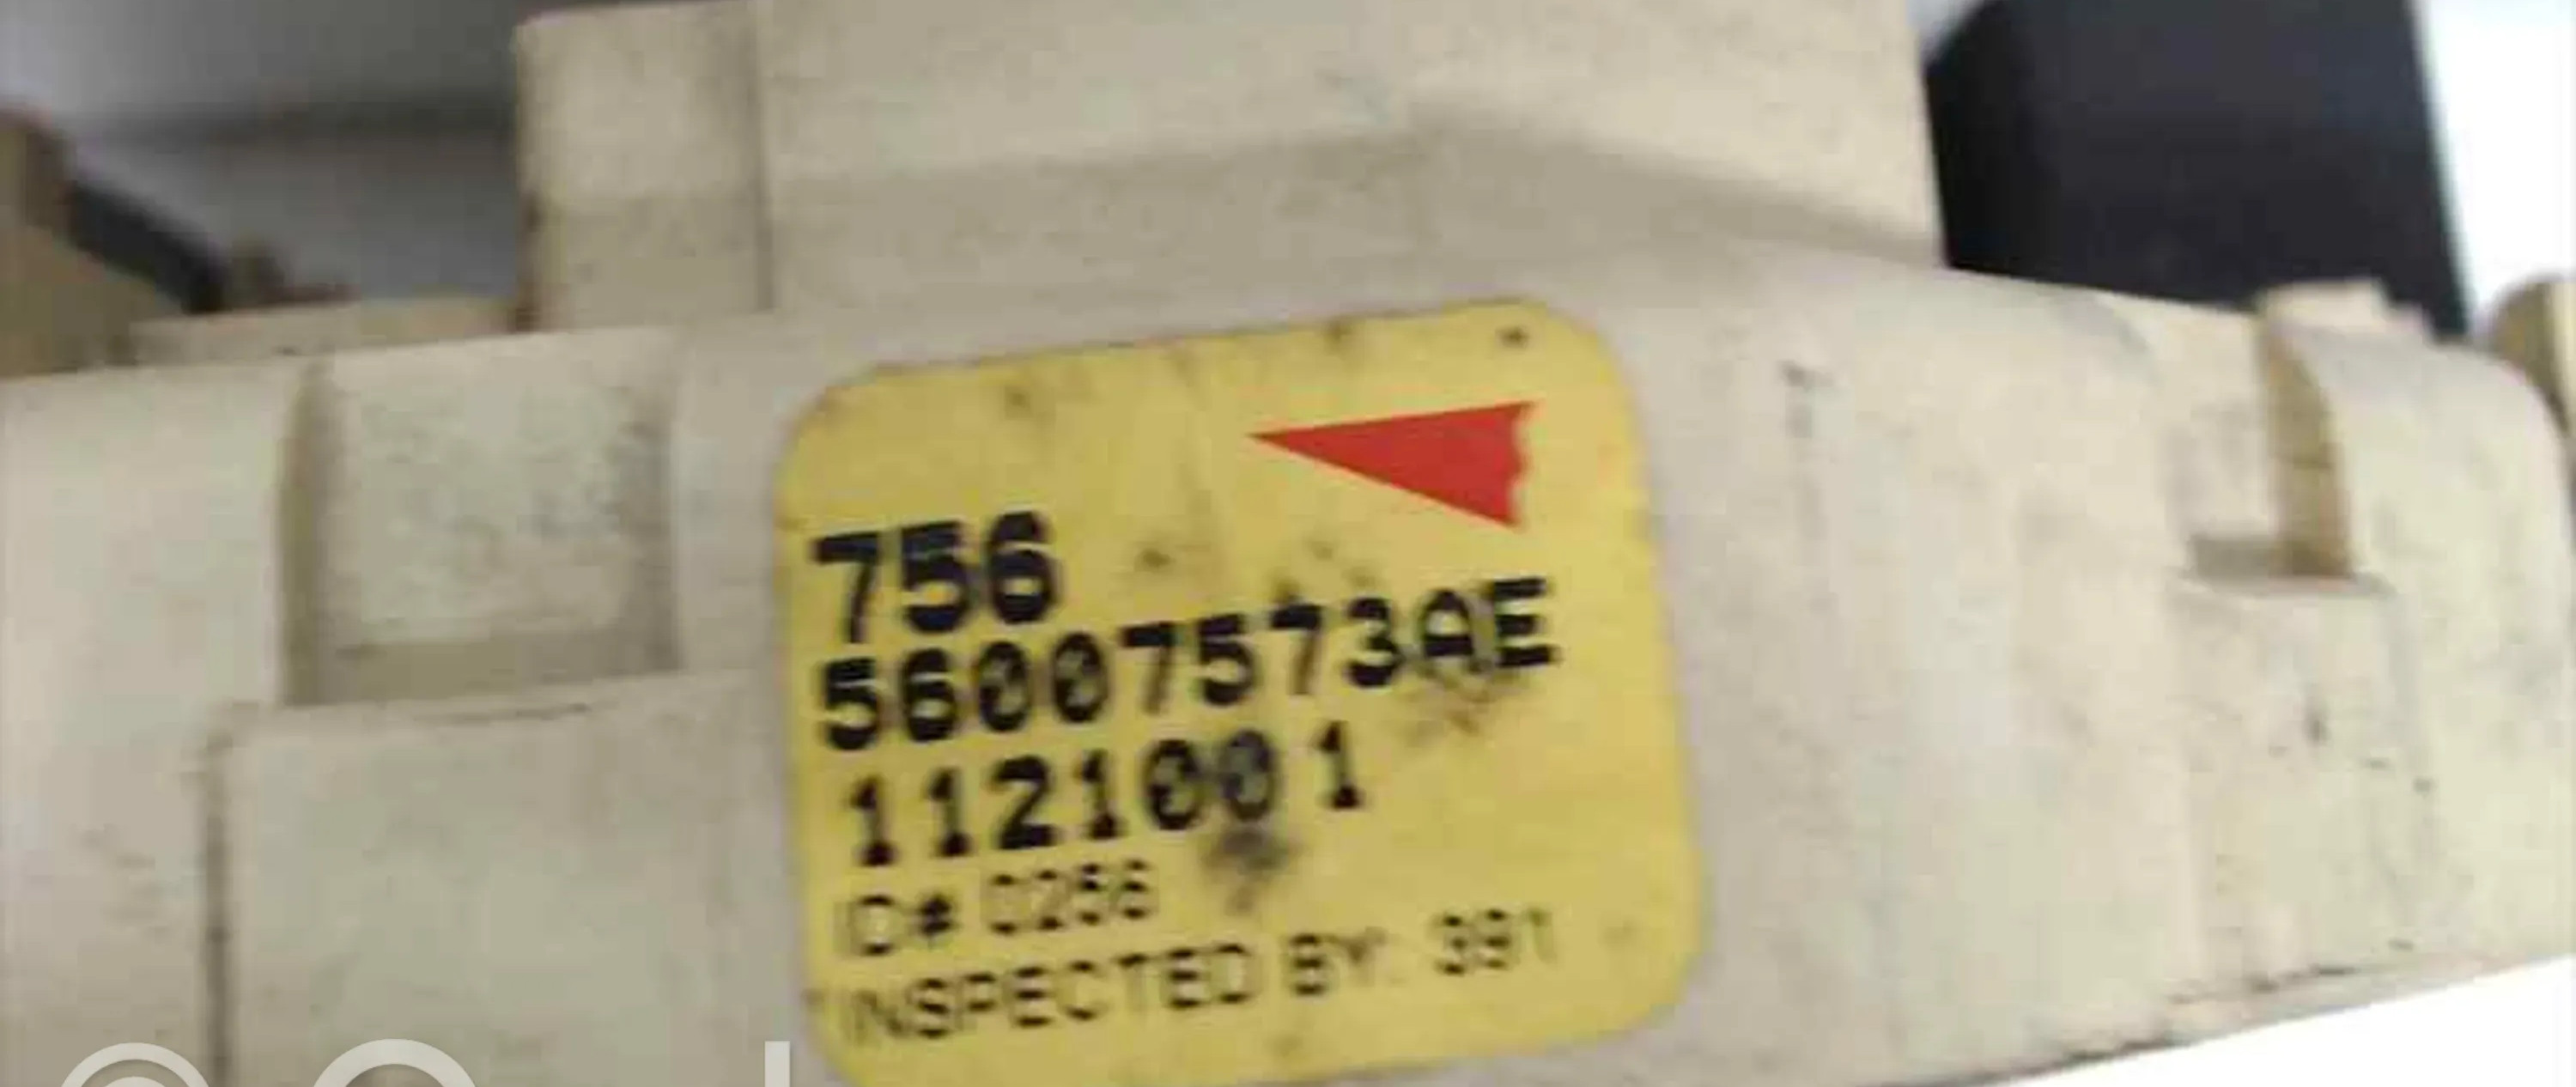 756
56007573AE
1121001
ID# 0256
INSPECTED BY: 391